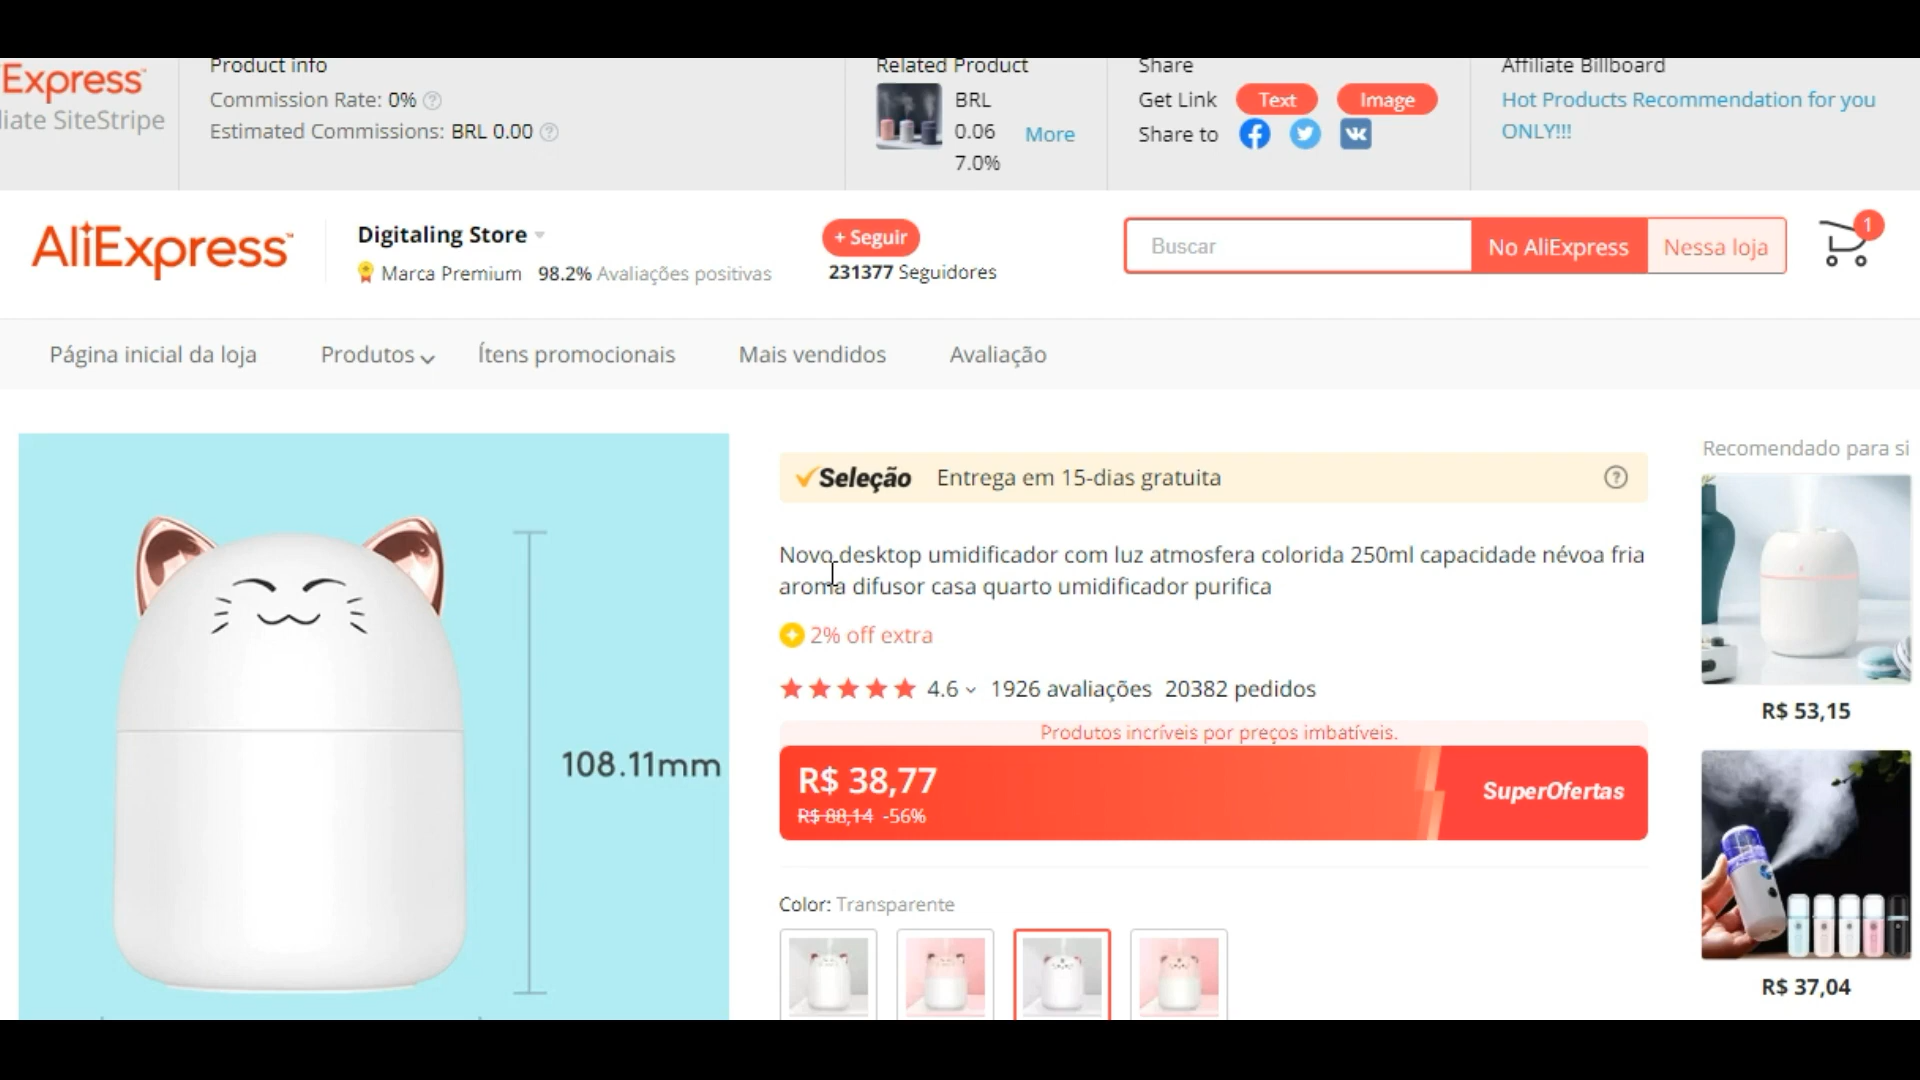 Express
liate SiteStripe
Product info
Commission Rate: 0%
Estimated Commissions: BRL 0.00
Related Product
BRL
0.06
7.0%
More
Share
Get Link Text Image
Share to
Affiliate Billboard
Hot Products Recommendation for you
ONLY!!!
AliExpress
Digitaling Store
Marca Premium 98.2% Avaliações positivas
+ Seguir
231377 Seguidores
Buscar
No AliExpress
Nessa loja
1
Página inicial da loja Produtos Ítens promocionais Mais vendidos Avaliação
108.11mm
Seleção Entrega em 15-dias gratuita
Novo desktop umidificador com luz atmosfera colorida 250ml capacidade névoa fria
aroma difusor casa quarto umidificador purifica
2% off extra
4.6 1926 avaliações 20382 pedidos
Produtos incríveis por preços imbatíveis.
R$ 38,77
R$ 88,14 -56%
SuperOfertas
Color: Transparente
Recomendado para si
R$ 53,15
R$ 37,04